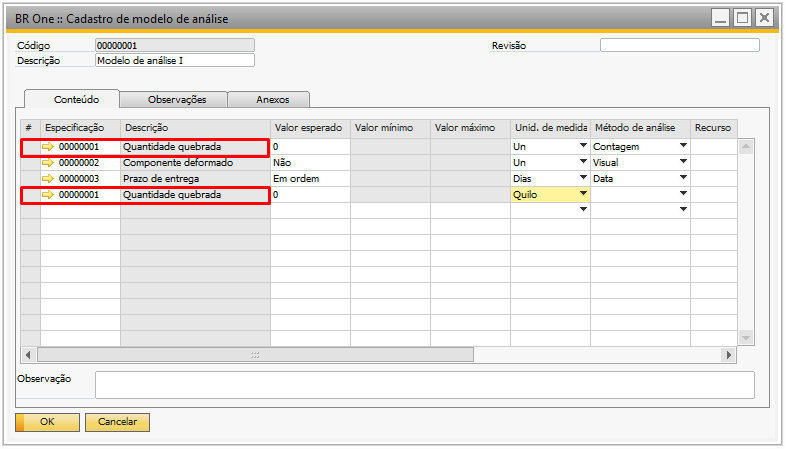 BR One :: Cadastro de modelo de análise
Código 00000001 Revisão
Descrição Modelo de análise I
Conteúdo Observações Anexos
# Especificação Descrição Valor esperado Valor mínimo Valor máximo Unid. de medida Método de análise Recurso
00000001 Quantidade quebrada 0 Un Contagem
00000002 Componente deformado Não Un Visual
00000003 Prazo de entrega Em ordem Dias Data
00000001 Quantidade quebrada 0 Quilo
Observação
OK Cancelar